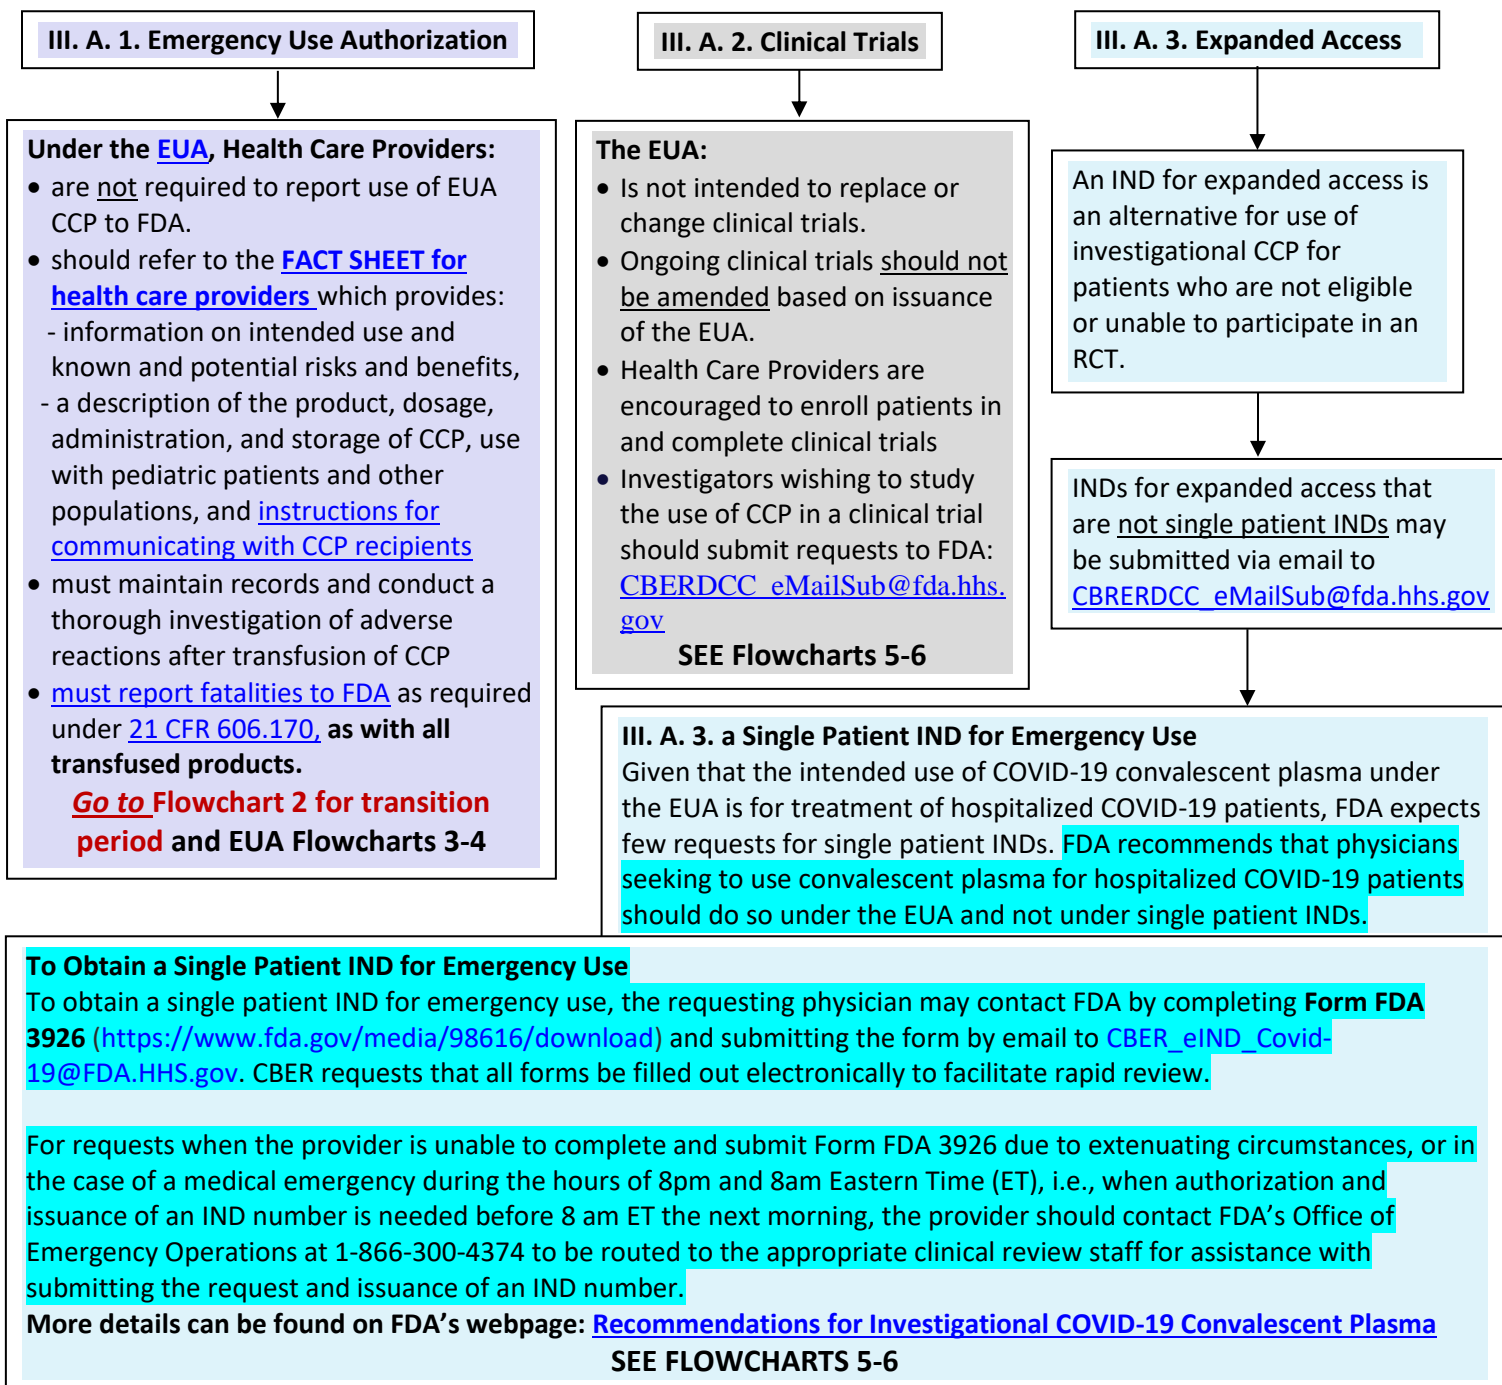 III. A. 1. Emergency Use Authorization
Under the EUA, Health Care Providers:
• are not required to report use of EUA
CCP to FDA.
• should refer to the FACT SHEET for
health care providers which provides:
- information on intended use and
known and potential risks and benefits,
- a description of the product, dosage,
administration, and storage of CCP, use
with pediatric patients and other
populations, and instructions for
communicating with CCP recipients
• must maintain records and conduct a
thorough investigation of adverse
reactions after transfusion of CCP
• must report fatalities to FDA as required
under 21 CFR 606.170, as with all
transfused products.
Go to Flowchart 2 for transition
period and EUA Flowcharts 3-4
III. A. 2. Clinical Trials
The EUA:
• Is not intended to replace or
change clinical trials.
• Ongoing clinical trials should not
be amended based on issuance
of the EUA.
• Health Care Providers are
encouraged to enroll patients in
and complete clinical trials
• Investigators wishing to study
the use of CCP in a clinical trial
should submit requests to FDA:
CBERDCC_eMailSub@fda.hhs.
gov
SEE Flowcharts 5-6
III. A. 3. Expanded Access
An IND for expanded access is
an alternative for use of
investigational CCP for
patients who are not eligible
or unable to participate in an
RCT.
INDs for expanded access that
are not single patient INDs may
be submitted via email to
CBRERDCC_eMailSub@fda.hhs.gov
III. A. 3. a Single Patient IND for Emergency Use
Given that the intended use of COVID-19 convalescent plasma under
the EUA is for treatment of hospitalized COVID-19 patients, FDA expects
few requests for single patient INDs. FDA recommends that physicians
seeking to use convalescent plasma for hospitalized COVID-19 patients
should do so under the EUA and not under single patient INDs.
To Obtain a Single Patient IND for Emergency Use
To obtain a single patient IND for emergency use, the requesting physician may contact FDA by completing Form FDA
3926 (https://www.fda.gov/media/98616/download) and submitting the form by email to CBER_eIND_Covid-
19@FDA.HHS.gov. CBER requests that all forms be filled out electronically to facilitate rapid review.
For requests when the provider is unable to complete and submit Form FDA 3926 due to extenuating circumstances, or in
the case of a medical emergency during the hours of 8pm and 8am Eastern Time (ET), i.e., when authorization and
issuance of an IND number is needed before 8 am ET the next morning, the provider should contact FDA’s Office of
Emergency Operations at 1-866-300-4374 to be routed to the appropriate clinical review staff for assistance with
submitting the request and issuance of an IND number.
More details can be found on FDA’s webpage: Recommendations for Investigational COVID-19 Convalescent Plasma
SEE FLOWCHARTS 5-6